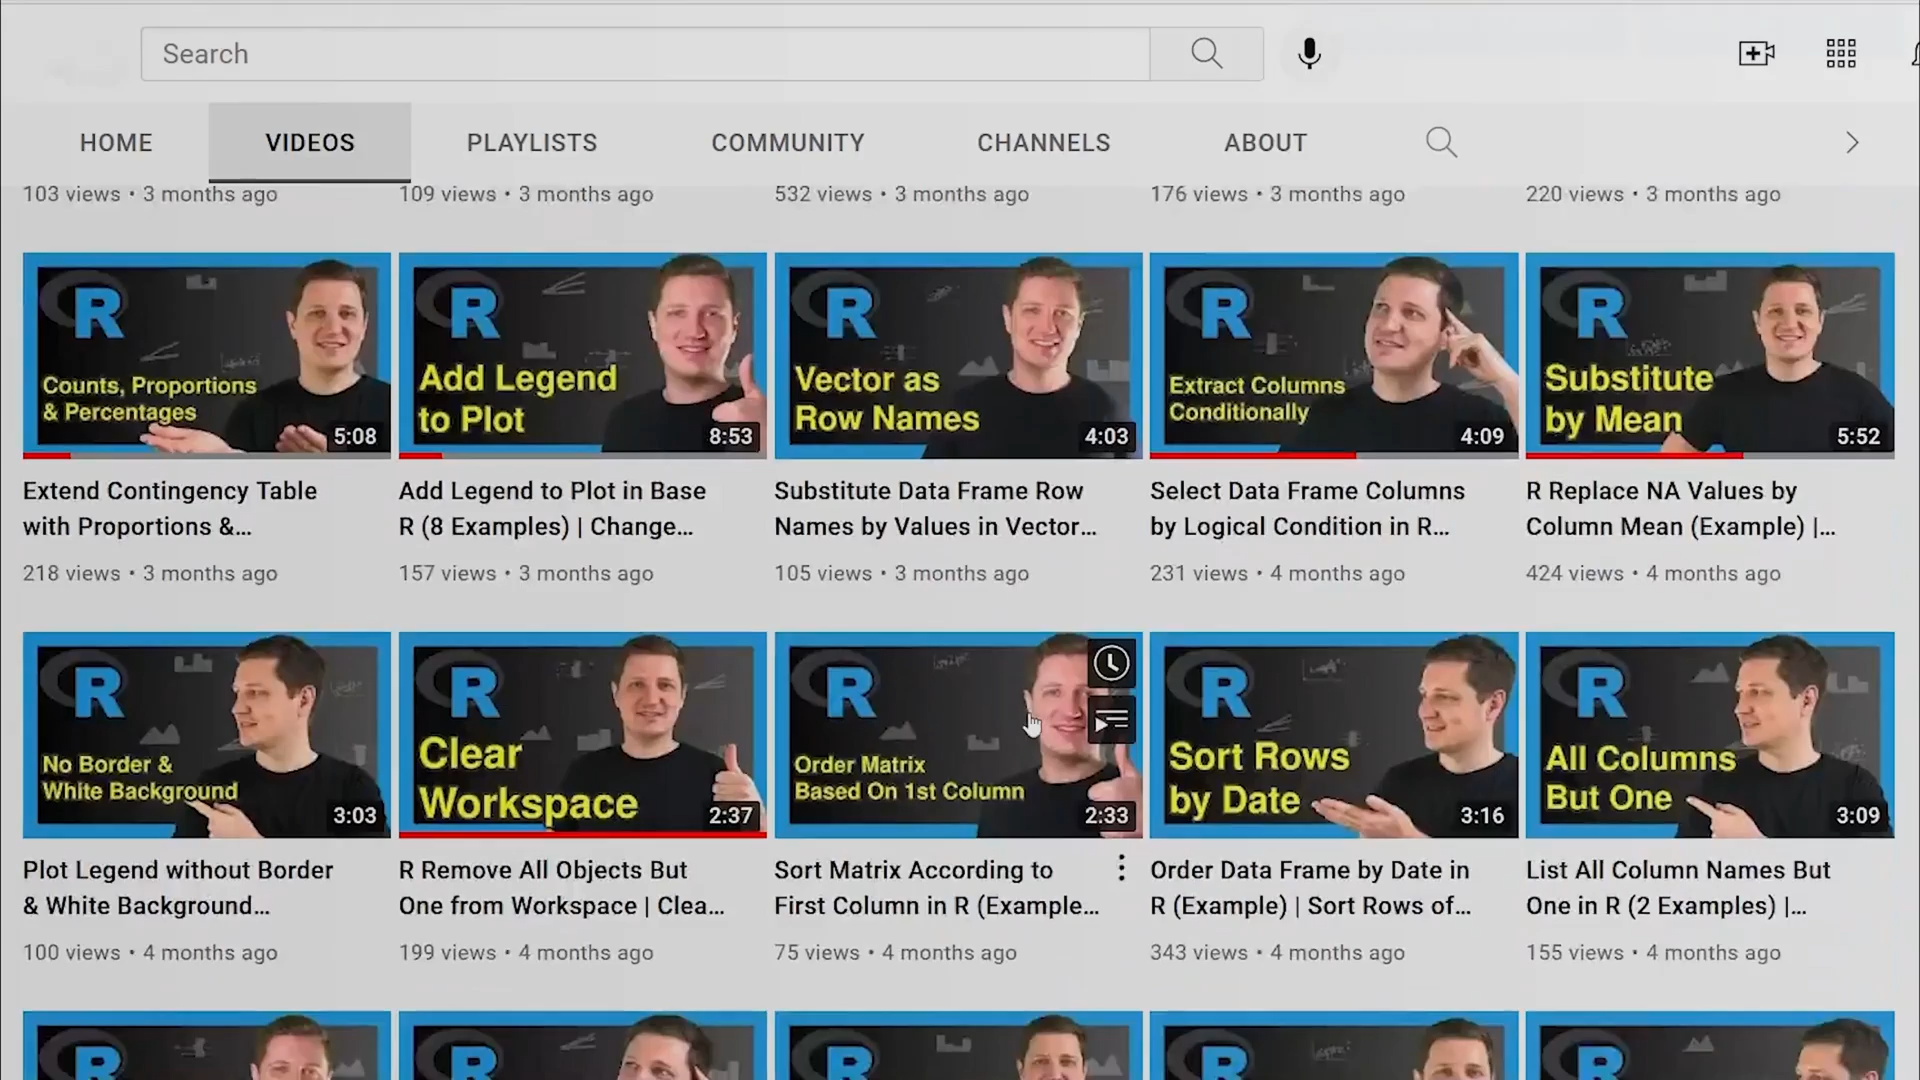 Search
HOME VIDEOS PLAYLISTS COMMUNITY CHANNELS ABOUT
103 views • 3 months ago 109 views • 3 months ago 532 views • 3 months ago 176 views • 3 months ago 220 views • 3 months ago
R
Counts, Proportions
& Percentages
5:08
R
Add Legend
to Plot
8:53
R
Vector as
Row Names
4:03
R
Extract Columns
Conditionally
4:09
R
Substitute
by Mean
5:52
Extend Contingency Table
with Proportions &...
218 views • 3 months ago
Add Legend to Plot in Base
R (8 Examples) | Change...
157 views • 3 months ago
Substitute Data Frame Row
Names by Values in Vector...
105 views • 3 months ago
Select Data Frame Columns
by Logical Condition in R...
231 views • 4 months ago
R Replace NA Values by
Column Mean (Example) |...
424 views • 4 months ago
R
No Border &
White Background
3:03
R
Clear
Workspace
2:37
R
Order Matrix
Based On 1st Column
2:33
R
Sort Rows
by Date
3:16
R
All Columns
But One
3:09
Plot Legend without Border
& White Background...
100 views • 4 months ago
R Remove All Objects But
One from Workspace | Clea...
199 views • 4 months ago
Sort Matrix According to
First Column in R (Example...
75 views • 4 months ago
Order Data Frame by Date in
R (Example) | Sort Rows of...
343 views • 4 months ago
List All Column Names But
One in R (2 Examples) |...
155 views • 4 months ago
R
R
R
R
R